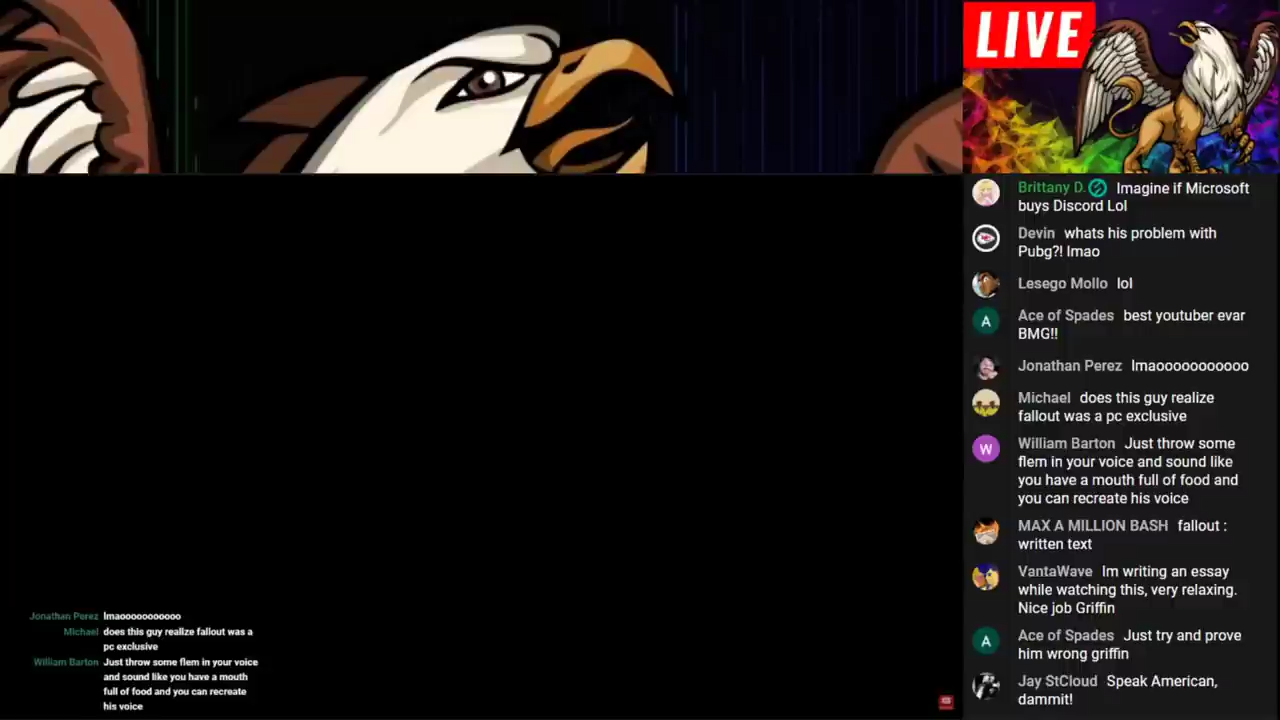 LIVE
Brittany D. Imagine if Microsoft
buys Discord Lol
Devin whats his problem with
Pubg?! lmao
Lesego Mollo lol
A Ace of Spades best youtuber evar
BMG!!
Jonathan Perez lmaooooooooooo
Michael does this guy realize
fallout was a pc exclusive
W William Barton Just throw some
flem in your voice and sound like
you have a mouth full of food and
you can recreate his voice
MAX A MILLION BASH fallout :
written text
VantaWave Im writing an essay
while watching this, very relaxing.
Nice job Griffin
A Ace of Spades Just try and prove
him wrong griffin
Jay StCloud Speak American,
dammit!
Jonathan Perez lmaooooooooooo
Michael does this guy realize fallout was a
pc exclusive
William Barton Just throw some flem in your voice
and sound like you have a mouth
full of food and you can recreate
his voice